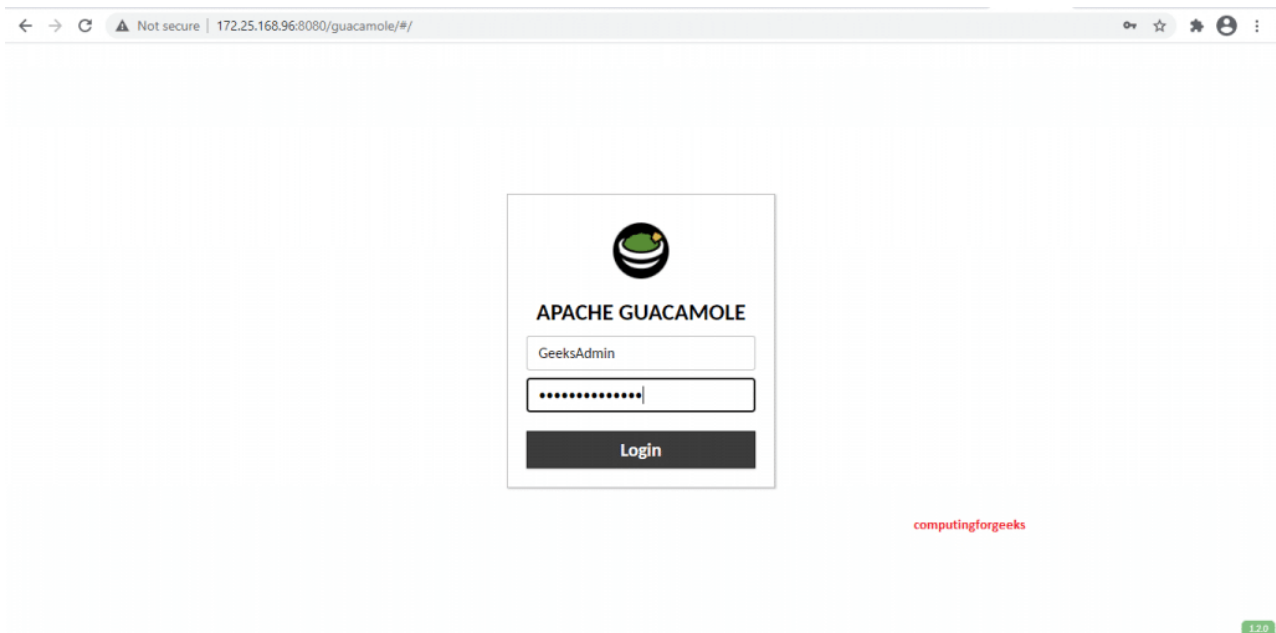 Not secure | 172.25.168.96:8080/guacamole/#/
APACHE GUACAMOLE
GeeksAdmin
••••••••••••••
Login
computingforgeeks
1.2.0